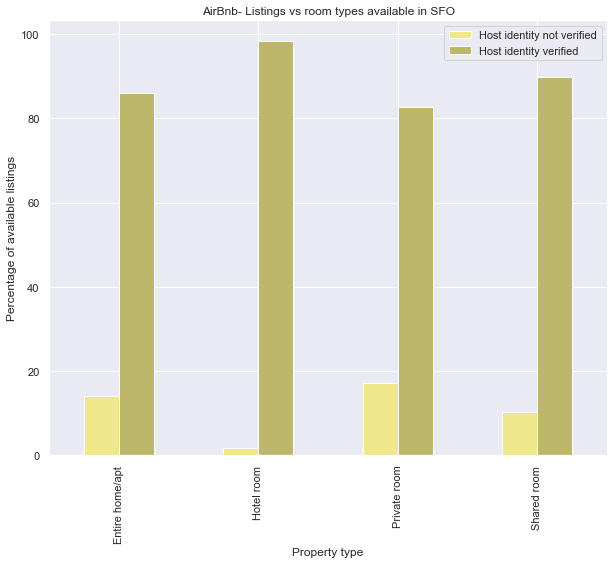 AirBnb- Listings vs room types available in SFO
Host identity not verified
Host identity verified
Percentage of available listings
100
80
60
40
20
0
Entire home/apt
Hotel room
Private room
Shared room
Property type